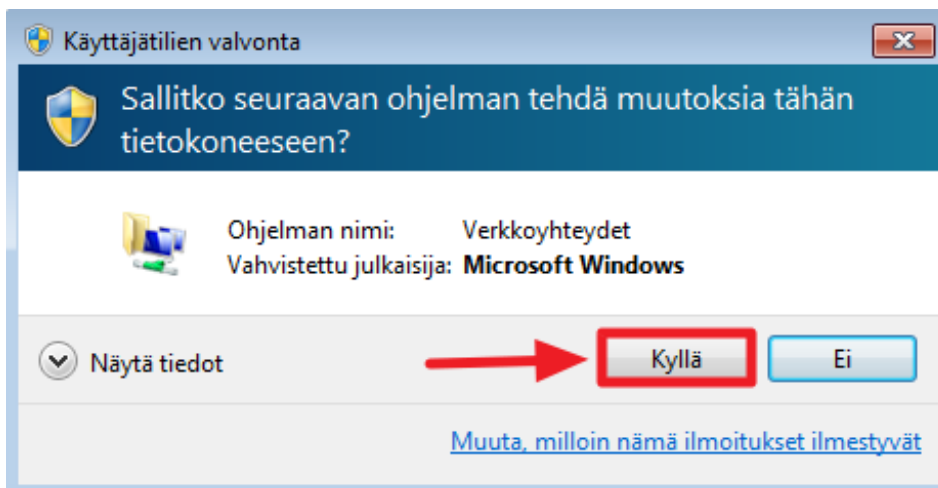 Käyttäjätilien valvonta
Sallitko seuraavan ohjelman tehdä muutoksia tähän
tietokoneeseen?
Ohjelman nimi: Verkkoyhteydet
Vahvistettu julkaisija: Microsoft Windows
Näytä tiedot
Kyllä
Ei
Muuta, milloin nämä ilmoitukset ilmestyvät